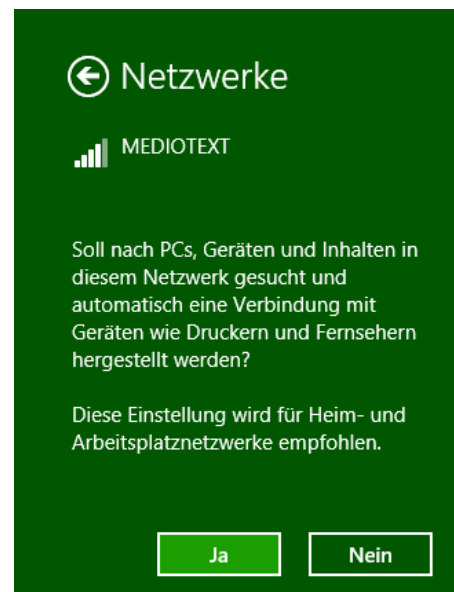 Netzwerke
MEDIOTEXT
Soll nach PCs, Geräten und Inhalten in
diesem Netzwerk gesucht und
automatisch eine Verbindung mit
Geräten wie Druckern und Fernsehern
hergestellt werden?
Diese Einstellung wird für Heim- und
Arbeitsplatznetzwerke empfohlen.
Ja Nein